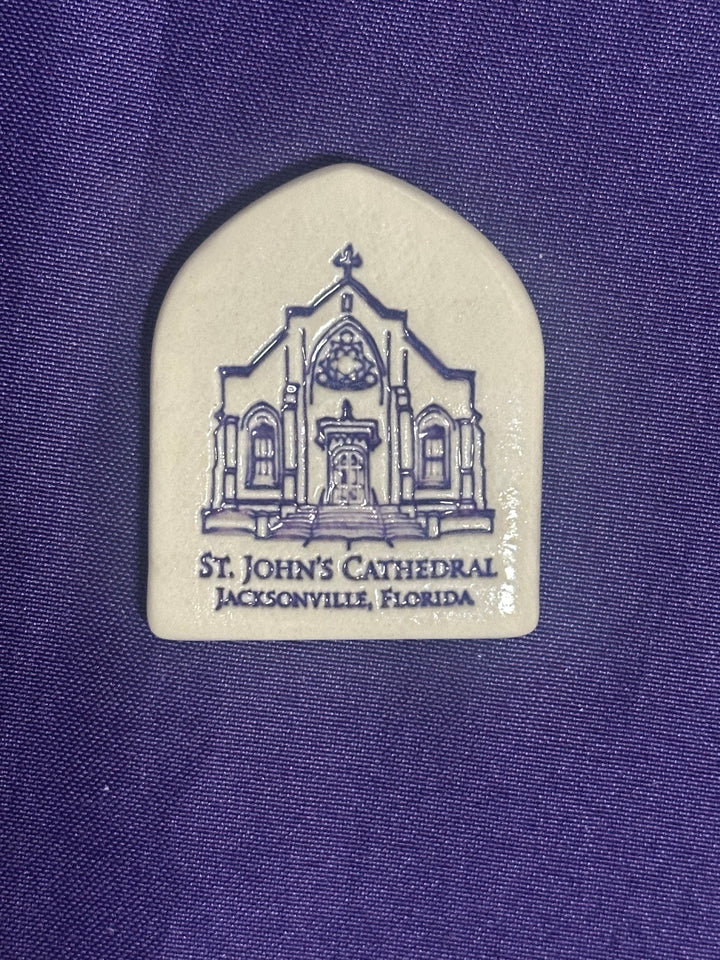 St. John's Cathedral
Jacksonville, Florida